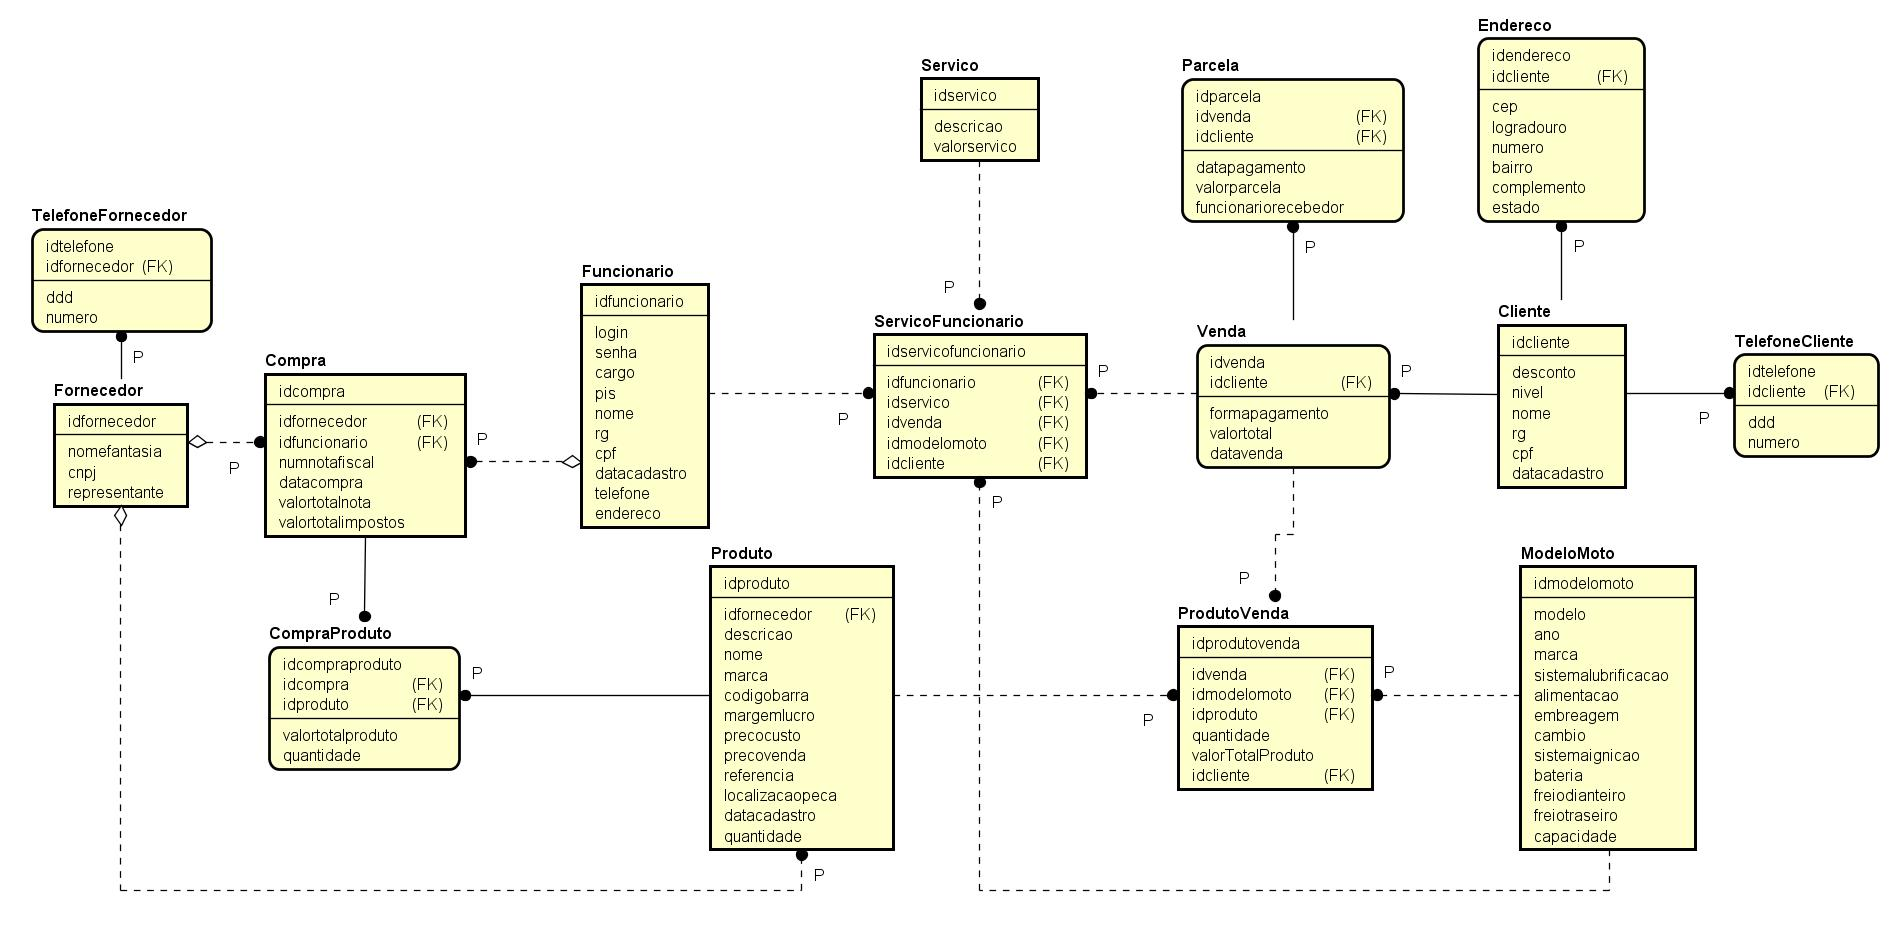 Endereco
idendereco
idcliente (FK)
cep
logradouro
numero
bairro
complemento
estado
P
Servico
idservico
descricao
valorservico
P
Parcela
idparcela
idvenda (FK)
idcliente (FK)
datapagamento
valorparcela
funcionariorecebedor
P
TelefoneFornecedor
idtelefone
idfornecedor (FK)
ddd
numero
P
Fornecedor
idfornecedor
nomefantasia
cnpj
representante
P
Compra
idcompra
idfornecedor (FK)
idfuncionario (FK)
numnotafiscal
datacompra
valortotalnota
valortotalimpostos
P
P
Funcionario
idfuncionario
login
senha
cargo
pis
nome
rg
cpf
datacadastro
telefone
endereco
P
ServicoFuncionario
idservicofuncionario
idfuncionario (FK)
idservico (FK)
idvenda (FK)
idmodelomoto (FK)
idcliente (FK)
P
P
Venda
idvenda
idcliente (FK)
formapagamento
valortotal
datavenda
P
P
Cliente
idcliente
desconto
nivel
nome
rg
cpf
datacadastro
P
TelefoneCliente
idtelefone
idcliente (FK)
ddd
numero
CompraProduto
idcompraproduto
idcompra (FK)
idproduto (FK)
valortotalproduto
quantidade
P
Produto
idproduto
idfornecedor (FK)
descricao
nome
marca
codigobarra
margemlucro
precocusto
precovenda
referencia
localizacaopeca
datacadastro
quantidade
P
P
ProdutoVenda
idprodutovenda
idvenda (FK)
idmodelomoto (FK)
idproduto (FK)
quantidade
valorTotalProduto
idcliente (FK)
P
ModeloMoto
idmodelomoto
modelo
ano
marca
sistemalubrificacao
alimentacao
embreagem
cambio
sistemaignicao
bateria
freiodianteiro
freiotraseiro
capacidade